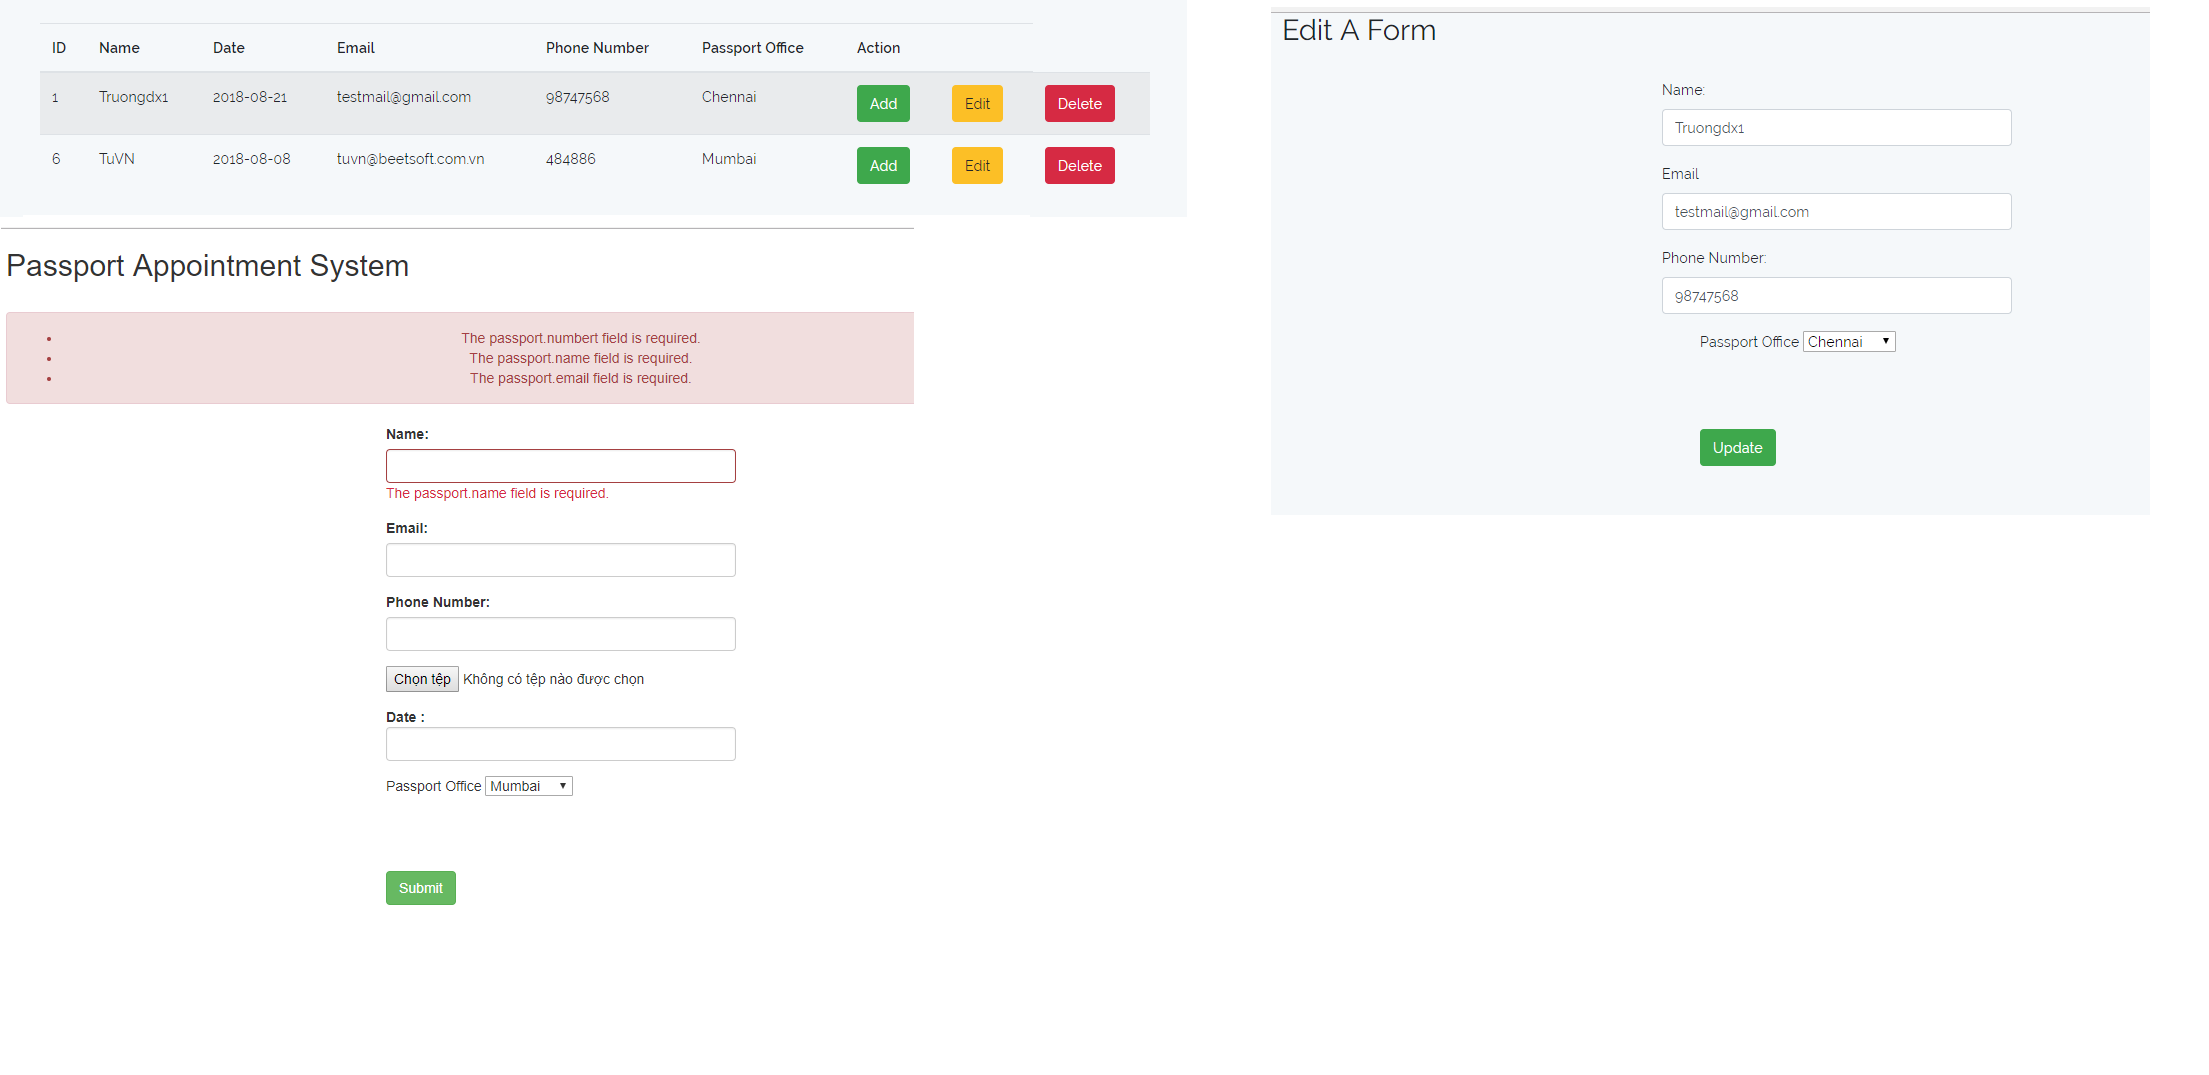 ID Name Date Email Phone Number Passport Office Action
1 Truongdx1 2018-08-21 testmail@gmail.com 98747568 Chennai Add Edit Delete
6 TuVN 2018-08-08 tuvn@beetsoft.com.vn 484886 Mumbai Add Edit Delete
Passport Appointment System
The passport.numbert field is required.
The passport.name field is required.
The passport.email field is required.
Name:
The passport.name field is required.
Email:
Phone Number:
Chọn tệp Không có tệp nào được chọn
Date :
Passport Office Mumbai
Submit
Edit A Form
Name:
Truongdx1
Email
testmail@gmail.com
Phone Number:
98747568
Passport Office Chennai
Update